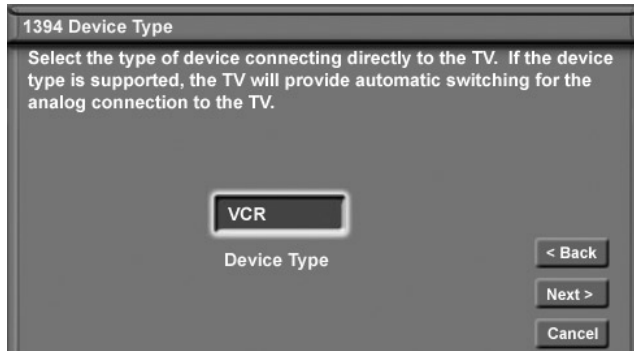 1394 Device Type
Select the type of device connecting directly to the TV.  If the device
type is supported, the TV will provide automatic switching for the
analog connection to the TV.
VCR
Device Type
< Back
Next >
Cancel